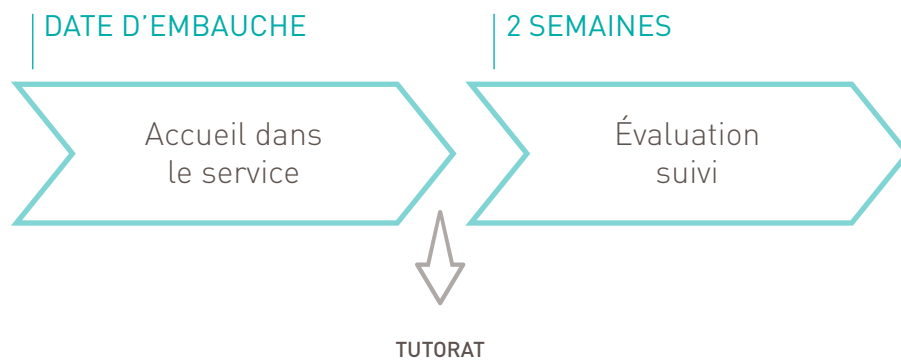 DATE D'EMBAUCHE
2 SEMAINES
Accueil dans
le service
Évaluation
suivi
TUTORAT